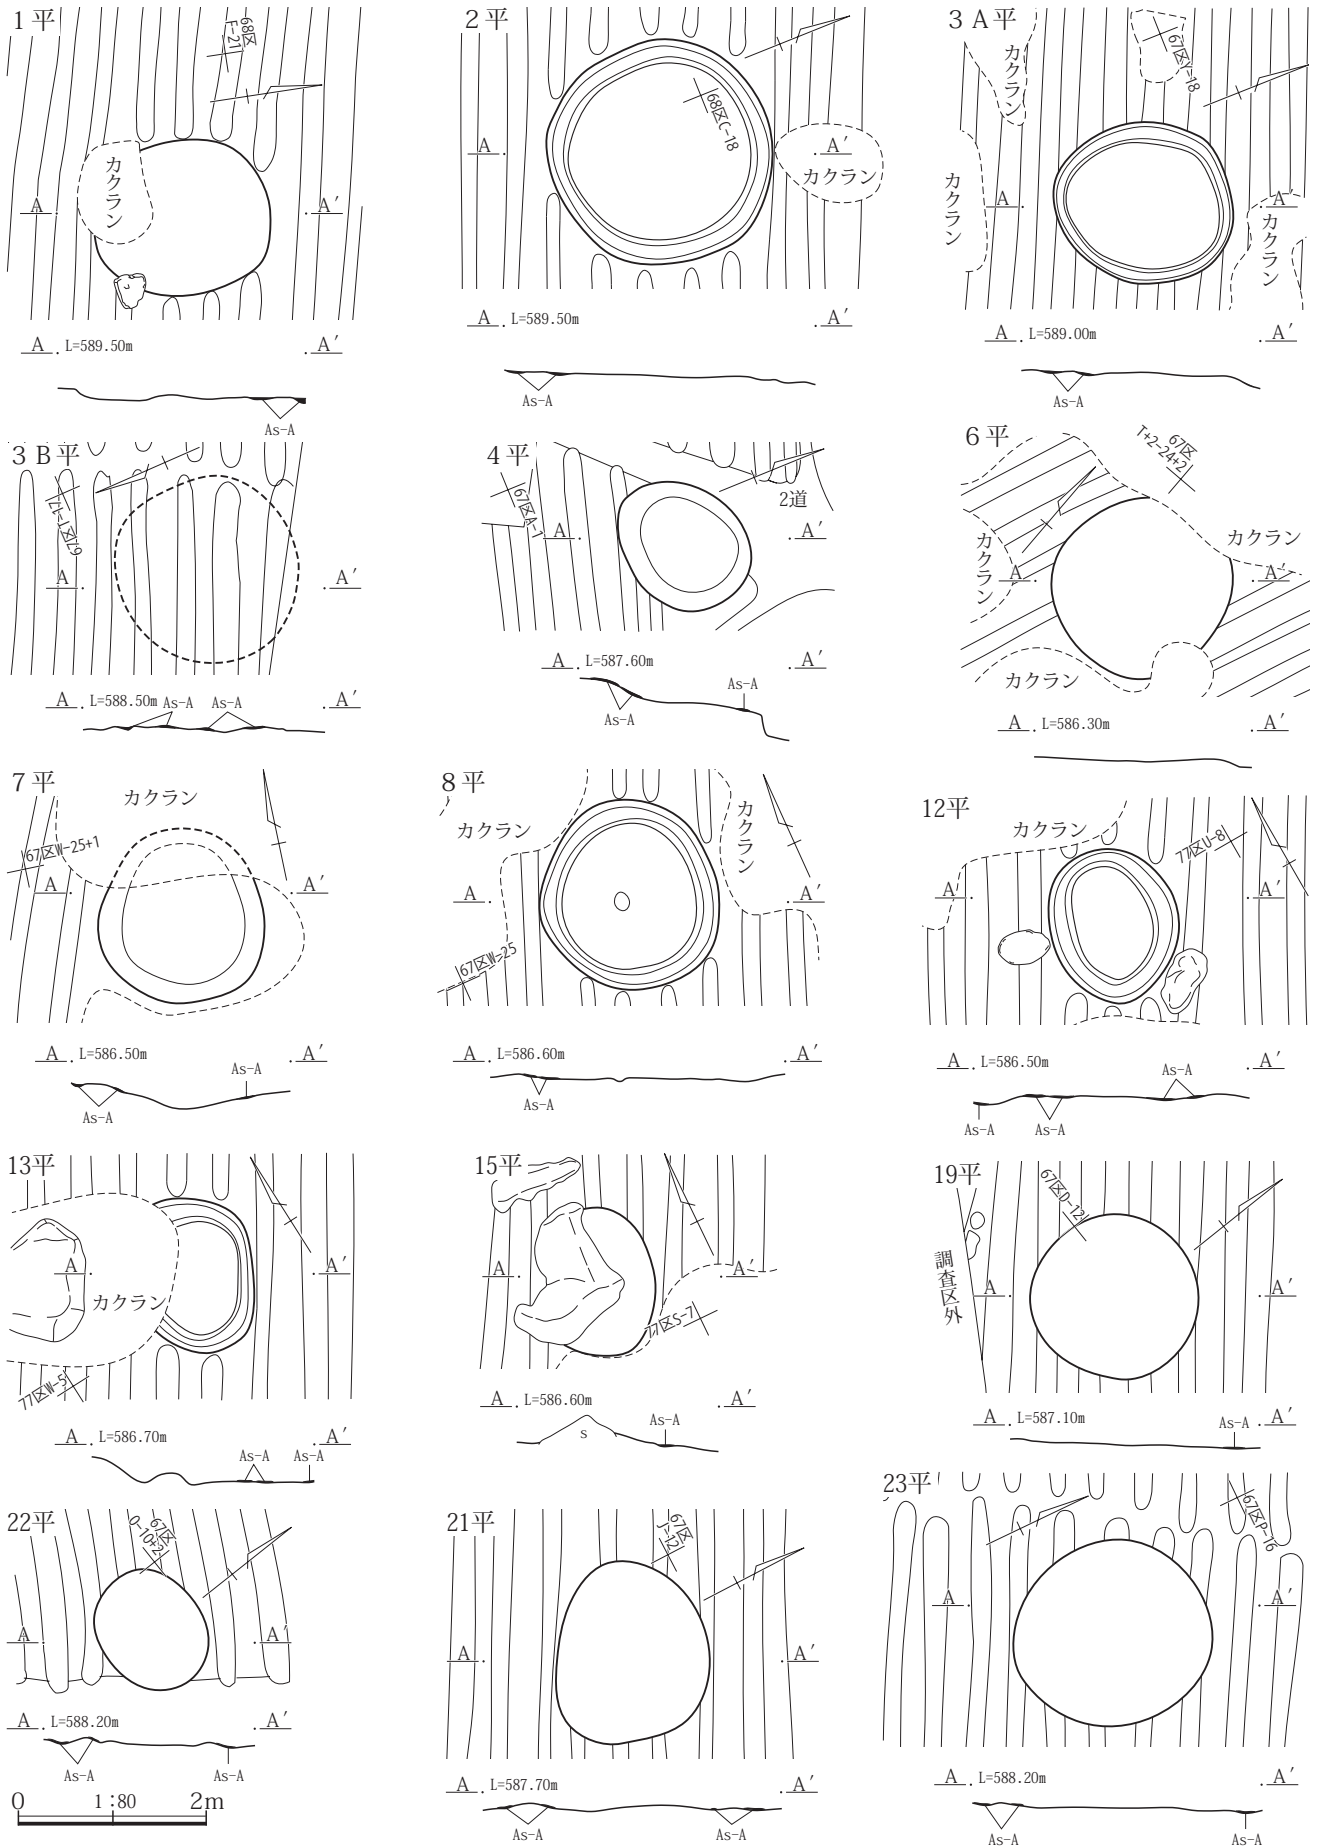 1平
68区
F-21
カクラン
A
A′
A L=589.50m A′
As-A
2平
68区C-18
A
A′
カクラン
A L=589.50m A′
As-A
3A平
カクラン
67区Y-18
カクラン
A
A′
カクラン
A L=589.00m A′
As-A
3B平
67区T-17
A
A′
A L=588.50m As-A As-A A′
4平
67区A-1
2道
A
A′
A L=587.60m A′
As-A
As-A
6平
67区
T+2-24+2
カクラン
カクラン
A
A′
カクラン
A L=586.30m A′
7平
カクラン
67区W-25+1
A
A′
A L=586.50m A′
As-A
As-A
8平
カクラン
カクラン
A
A′
67区W-25
A L=586.60m A′
As-A
12平
カクラン
77区U-8
A
A′
A L=586.50m A′
As-A
As-A As-A
13平
A
A′
カクラン
77区W-5
A L=586.70m A′
As-A As-A
15平
A
A′
77区S-7
A L=586.60m A′
As-A
S
19平
67区D-12
調査区外
A
A′
A L=587.10m A′
As-A
22平
67区
O-10+2
A
A′
A L=588.20m A′
As-A As-A
21平
67区
J-12
A
A′
A L=587.70m A′
As-A As-A
23平
67区P-16
A
A′
A L=588.20m A′
As-A As-A
0 1:80 2m